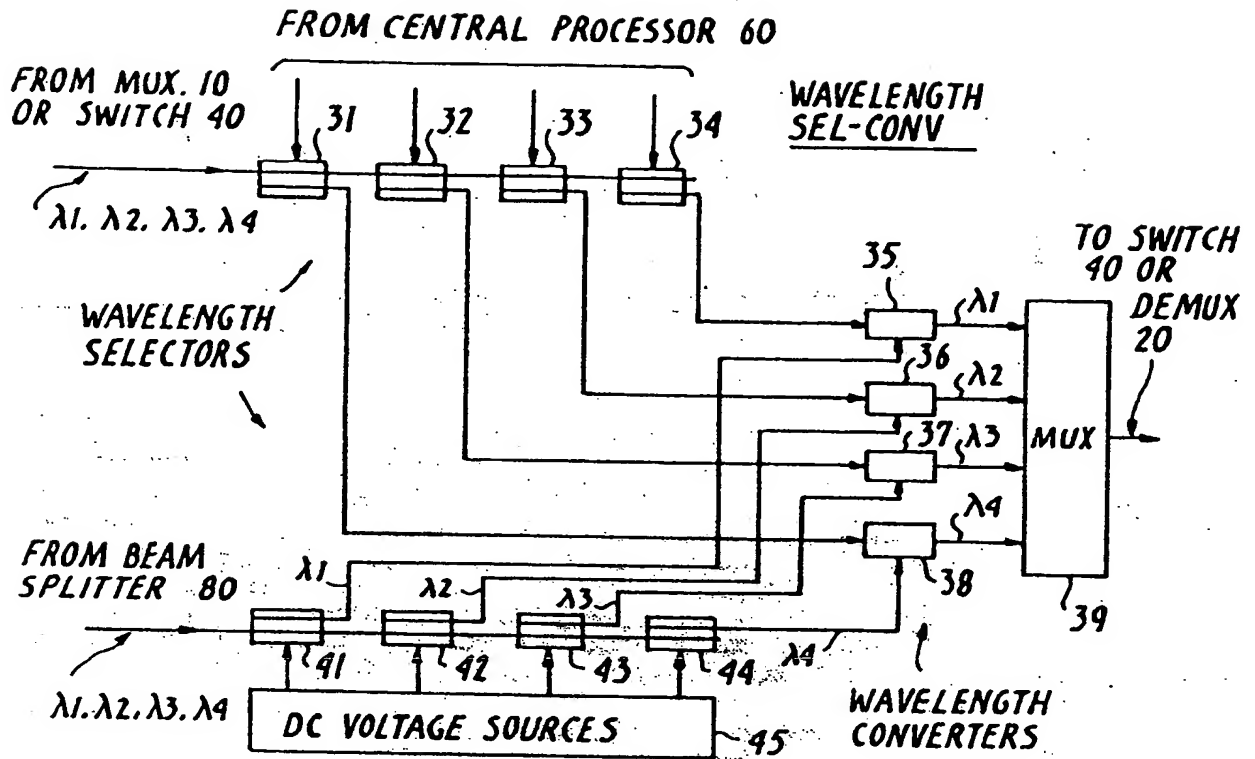 FROM CENTRAL PROCESSOR 60
FROM MUX. 10
OR SWITCH 40
31
32
33
34
WAVELENGTH
SEL-CONV
λ1, λ2, λ3, λ4
WAVELENGTH
SELECTORS
35
λ1
36
λ2
37
λ3
λ4
38
MUX
39
TO SWITCH
40 OR
DEMUX
20
FROM BEAM
SPLITTER 80
λ1
λ2
λ3
λ4
41
42
43
44
λ1.λ2.λ3.λ4
DC VOLTAGE SOURCES
45
WAVELENGTH
CONVERTERS